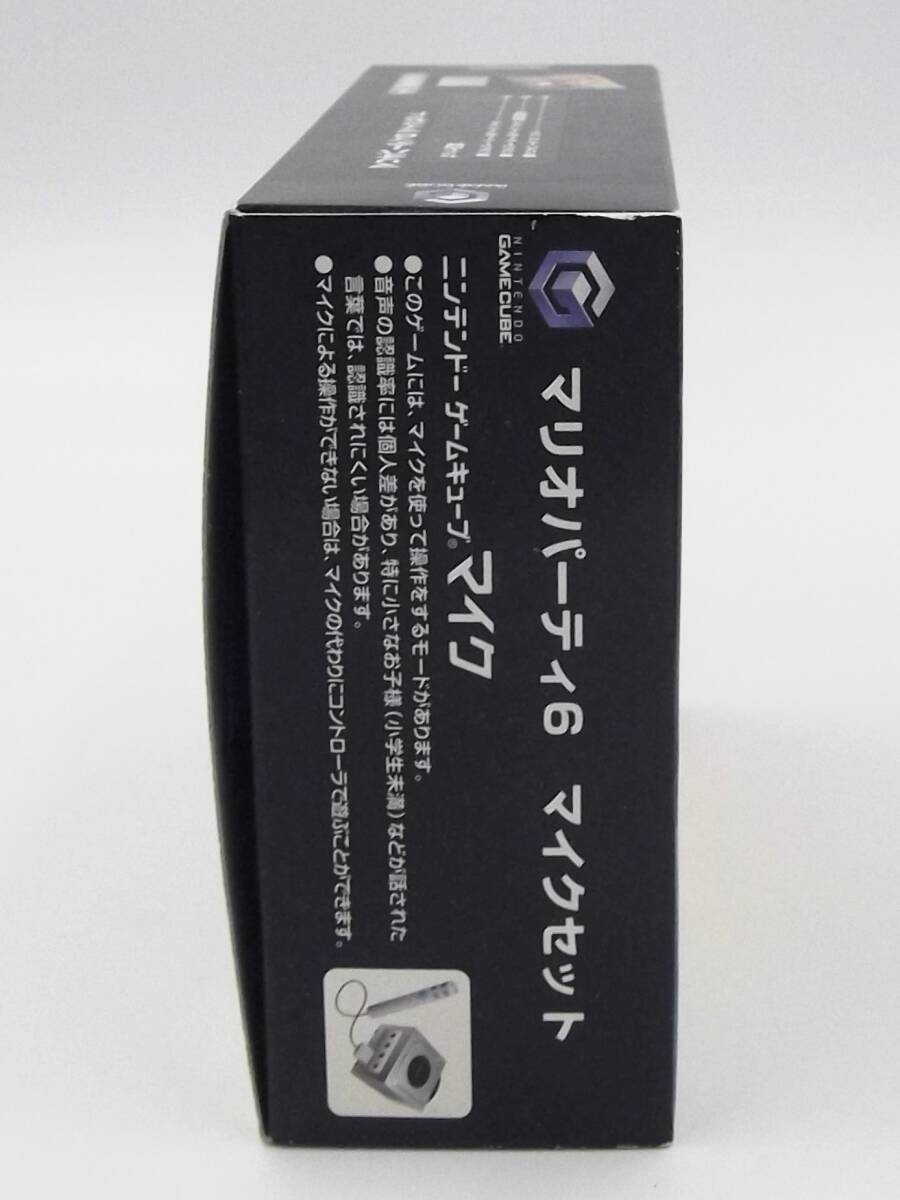 NINTENDO
GAMECUBE™
マリオパーティ6 マイクセット
ニンテンドー ゲームキューブ® マイク
●このゲームには、マイクを使って操作をするモードがあります。
●音声の認識率には個人差があり、特に小さなお子様（小学生未満）などが話された
言葉では、認識されにくい場合があります。
●マイクによる操作ができない場合は、マイクの代わりにコントローラで遊ぶことができます。